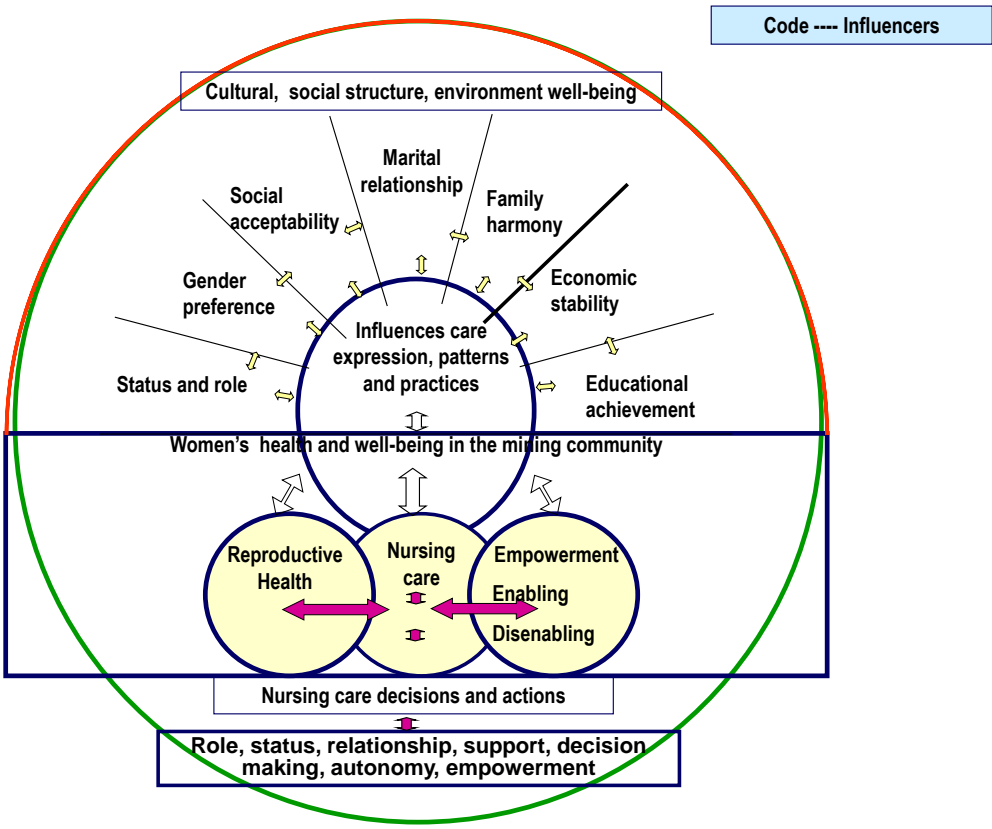 Code ---- Influencers
Cultural, social structure, environment well-being
Marital
relationship
Social
acceptability
Family
harmony
Gender
preference
Economic
stability
Influences care
expression, patterns
and practices
Status and role
Educational
achievement
Women's health and well-being in the mining community
Reproductive
Health
Nursing
care
Empowerment
Enabling
Disenabling
Nursing care decisions and actions
Role, status, relationship, support, decision
making, autonomy, empowerment